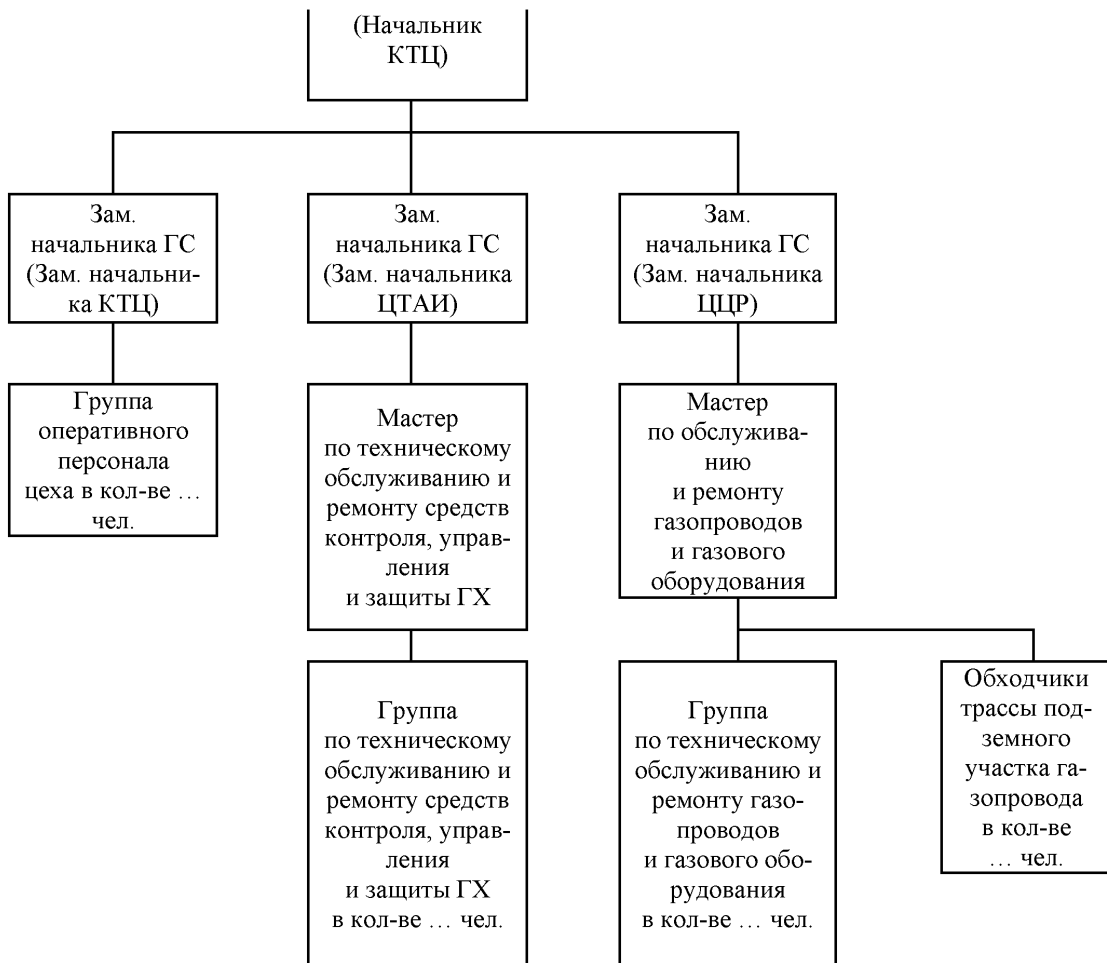 (Начальник
КТЦ)
Зам.
начальника ГС
(Зам. начальни-
ка КТЦ)
Зам.
начальника ГС
(Зам. начальника
ЦТАИ)
Зам.
начальника ГС
(Зам. начальника
ЦЦР)
Группа
оперативного
персонала
цеха в кол-ве …
чел.
Мастер
по техническому
обслуживанию и
ремонту средств
контроля, управ-
ления
и защиты ГХ
Мастер
по обслужива-
нию
и ремонту
газопроводов
и газового
оборудования
Группа
по техническому
обслуживанию и
ремонту средств
контроля, управ-
ления
и защиты ГХ
в кол-ве … чел.
Группа
по техническому
обслуживанию и
ремонту газо-
проводов
и газового обо-
рудования
в кол-ве … чел.
Обходчики
трассы под-
земного
участка га-
зопровода
в кол-ве
… чел.